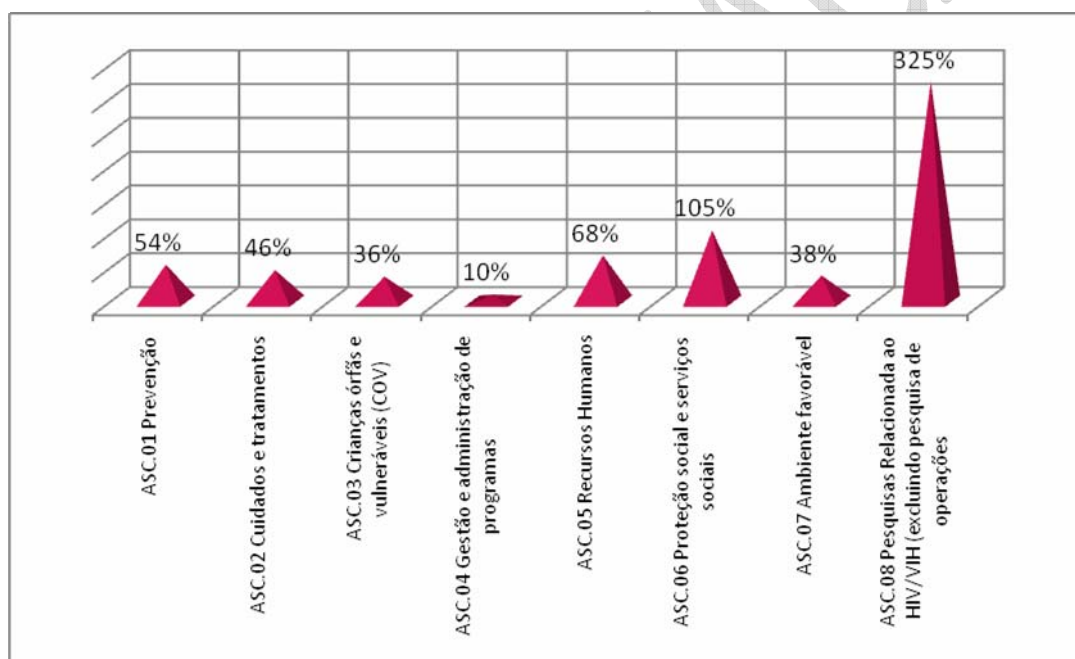 54%
46%
36%
10%
68%
105%
38%
325%
ASC.01 Prevenção
ASC.02 Cuidados e tratamentos
ASC.03 Crianças órfãs e
vulneráveis (COV)
ASC.04 Gestão e administração de
programas
ASC.05 Recursos Humanos
ASC.06 Proteção social e serviços
sociais
ASC.07 Ambiente favorável
ASC.08 Pesquisas Relacionada ao
HIV/VIH (excluindo pesquisa de
operações